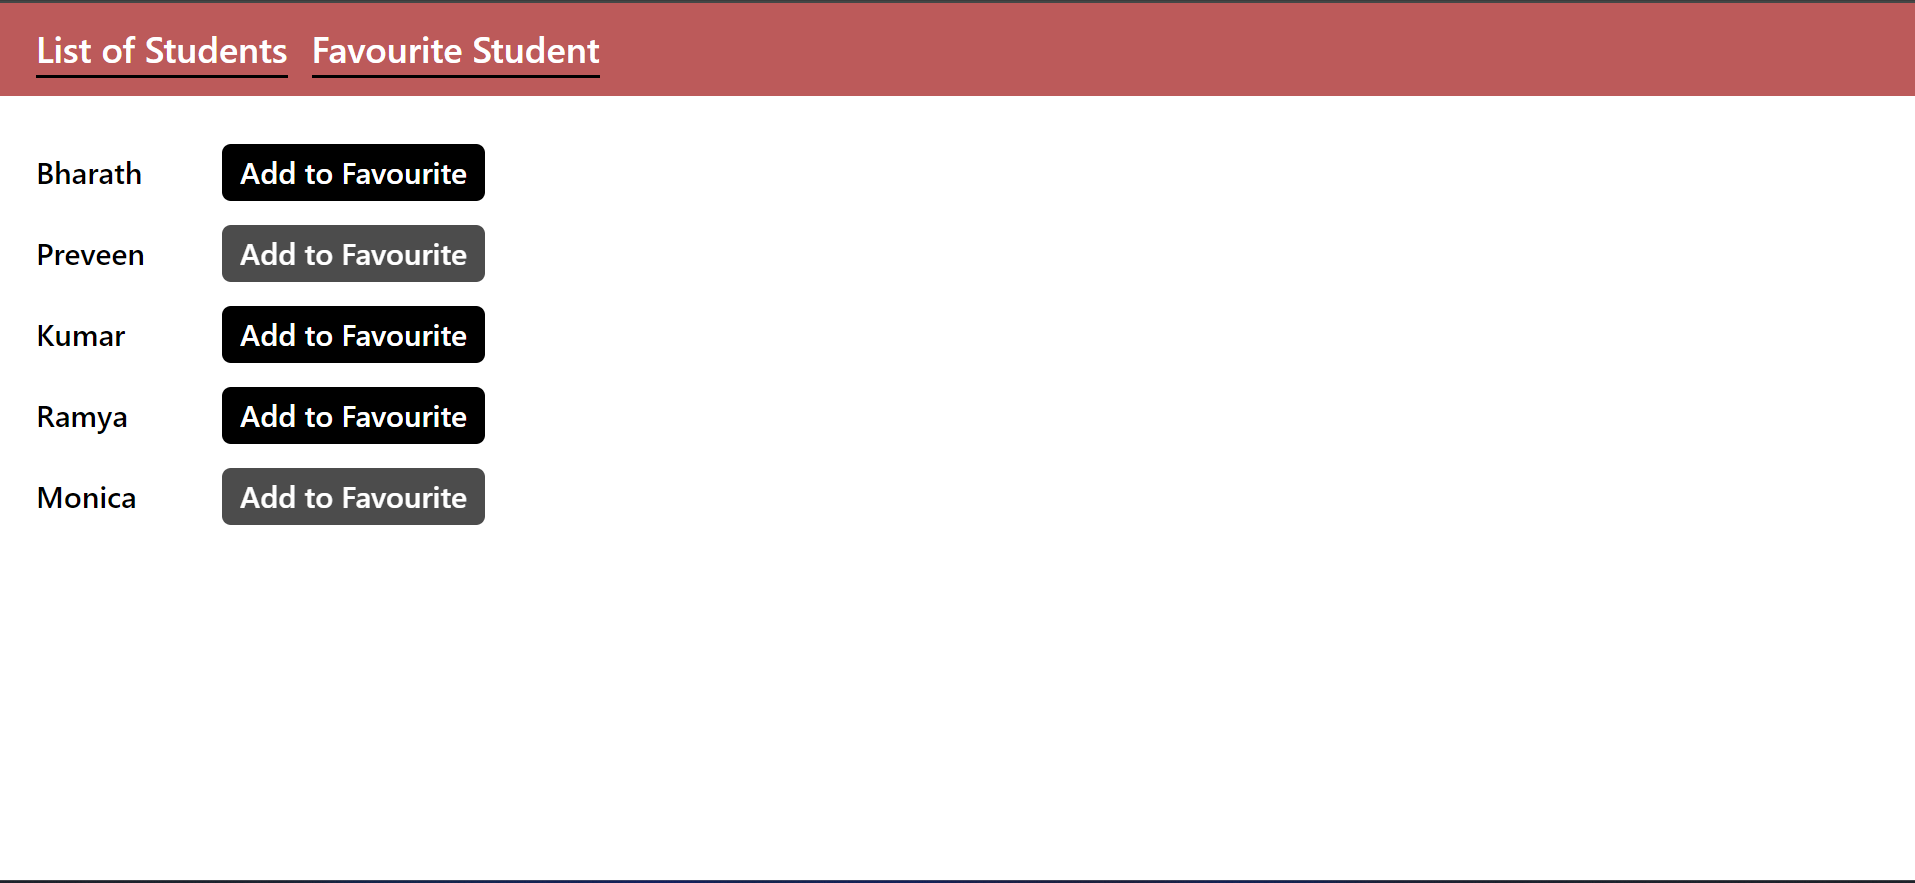 List of Students Favourite Student
Bharath Add to Favourite
Preveen Add to Favourite
Kumar Add to Favourite
Ramya Add to Favourite
Monica Add to Favourite